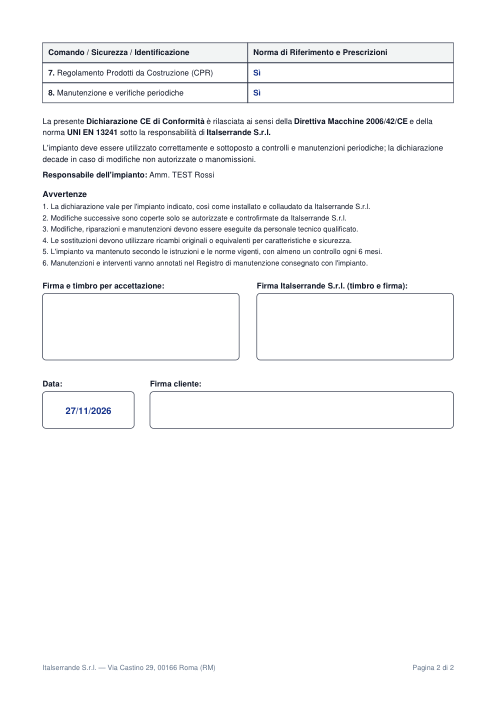 Comando / Sicurezza / Identificazione Norma di Riferimento e Prescrizioni
7. Regolamento Prodotti da Costruzione (CPR) Sì
8. Manutenzione e verifiche periodiche Sì
La presente Dichiarazione CE di Conformità è rilasciata ai sensi della Direttiva Macchine 2006/42/CE e della
norma UNI EN 13241 sotto la responsabilità di Italserrande S.r.l.
L'impianto deve essere utilizzato correttamente e sottoposto a controlli e manutenzioni periodiche; la dichiarazione
decade in caso di modifiche non autorizzate o manomissioni.
Responsabile dell'impianto: Amm. TEST Rossi
Avvertenze
1. La dichiarazione vale per l'impianto indicato, così come installato e collaudato da Italserrande S.r.l.
2. Modifiche successive sono coperte solo se autorizzate e controfirmate da Italserrande S.r.l.
3. Modifiche, riparazioni e manutenzioni devono essere eseguite da personale tecnico qualificato.
4. Le sostituzioni devono utilizzare ricambi originali o equivalenti per caratteristiche e sicurezza.
5. L'impianto va mantenuto secondo le istruzioni e le norme vigenti, con almeno un controllo ogni 6 mesi.
6. Manutenzioni e interventi vanno annotati nel Registro di manutenzione consegnato con l'impianto.
Firma e timbro per accettazione: Firma Italserrande S.r.l. (timbro e firma):
Data: Firma cliente:
27/11/2026
Italserrande S.r.l. — Via Castino 29, 00166 Roma (RM) Pagina 2 di 2